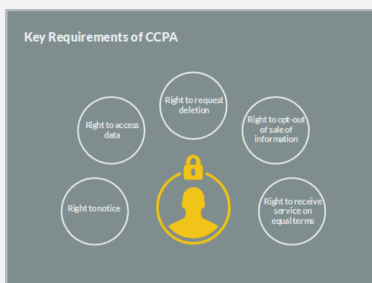 Key Requirements of CCPA
Right to request
deletion
Right to access
data
Right to opt-out
of sale of
information
Right to notice
Right to receive
service on
equal terms